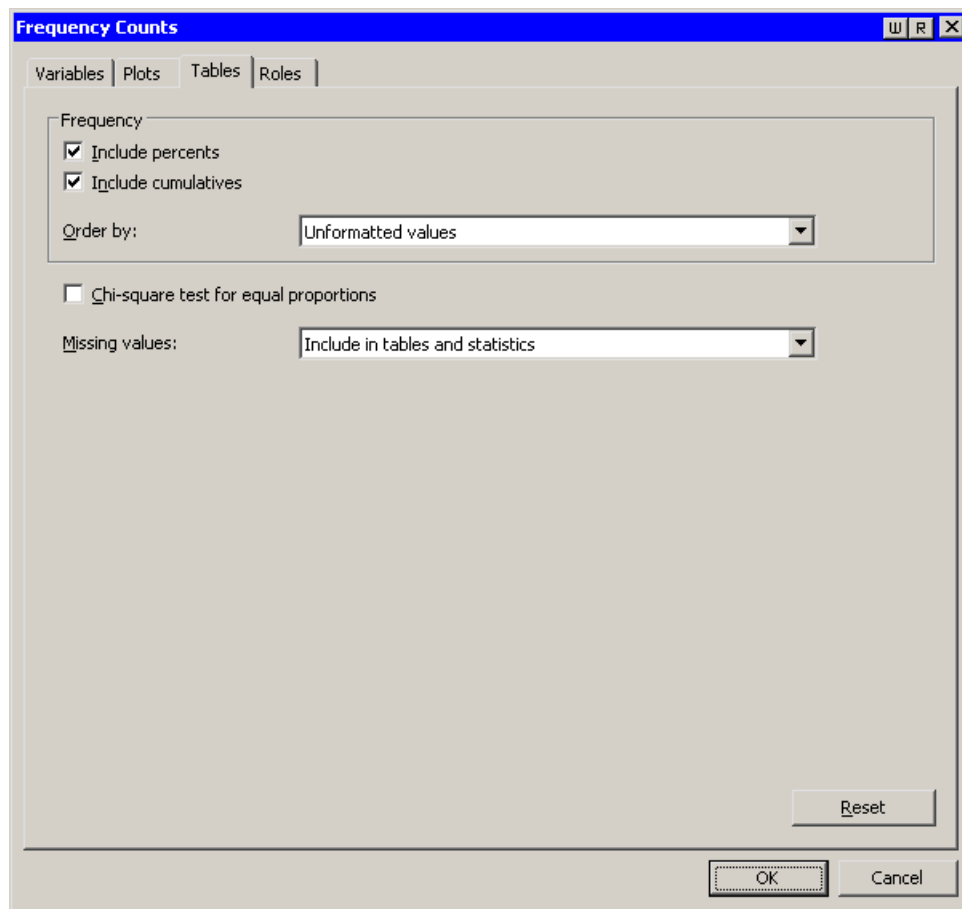 Frequency Counts W R
Variables Plots Tables Roles
Frequency
Include percents
Include cumulatives
Order by: Unformatted values
Chi-square test for equal proportions
Missing values: Include in tables and statistics
Reset
OK Cancel